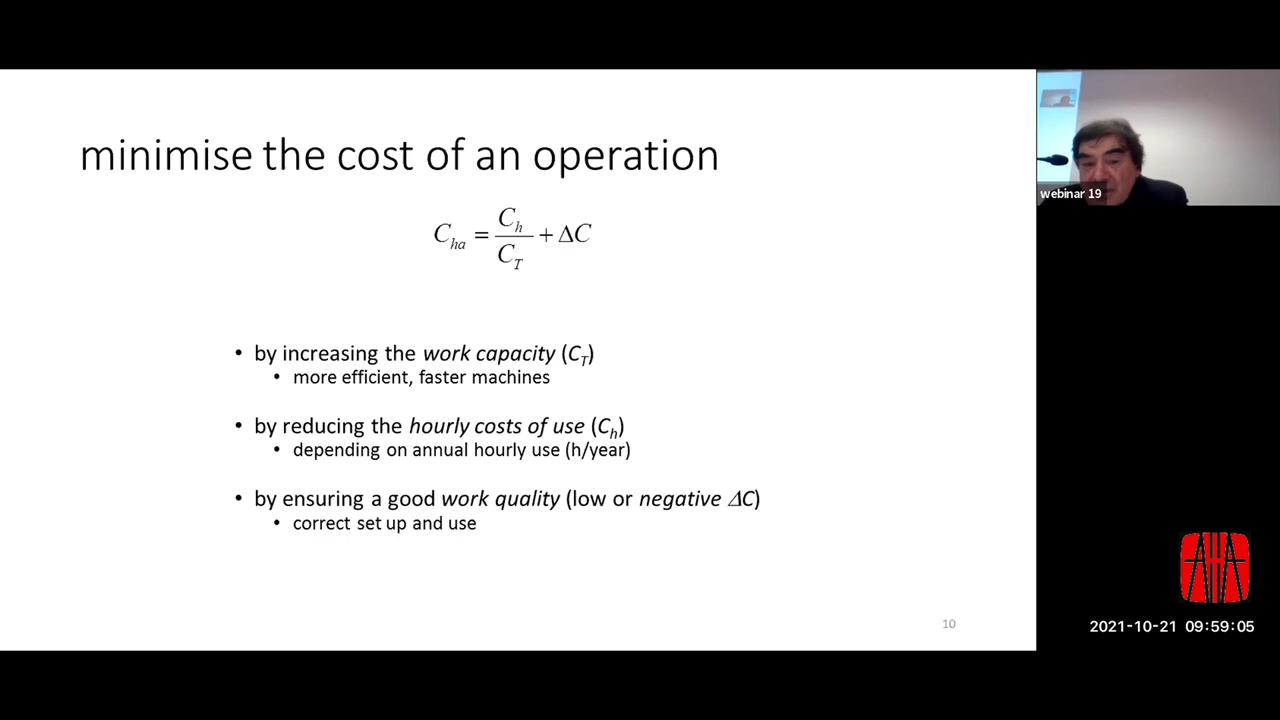 minimise the cost of an operation
C_ha = C_h / C_T + ΔC
• by increasing the work capacity (C_T)
• more efficient, faster machines
• by reducing the hourly costs of use (C_h)
• depending on annual hourly use (h/year)
• by ensuring a good work quality (low or negative ΔC)
• correct set up and use
10
webinar 19
2021-10-21 09:59:05